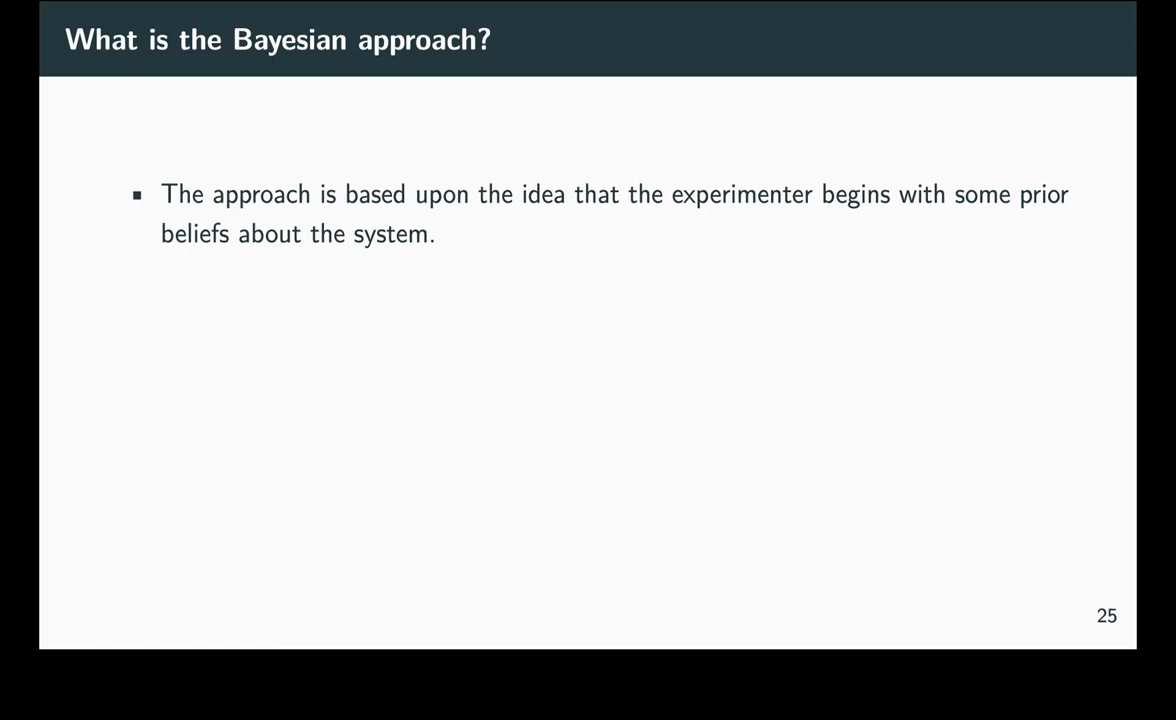 What is the Bayesian approach?
▪ The approach is based upon the idea that the experimenter begins with some prior
beliefs about the system.
25